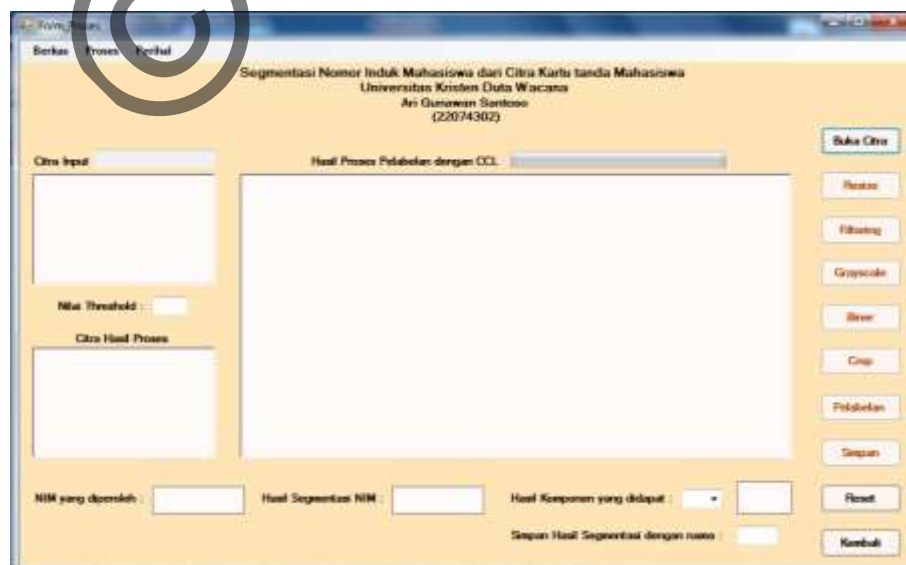 Form_Proses
Berkas Proses Perihal
Segmentasi Nomor Induk Mahasiswa dari Citra Kartu tanda Mahasiswa
Universitas Kristen Duta Wacana
Ari Gunawan Santoso
(22074302)
Buka Citra
Citra Input
Hasil Proses Pelabelan dengan CCL
Resize
Filtering
Grayscale
Nilai Threshold :
Biner
Citra Hasil Proses
Crop
Pelabelan
Simpan
NIM yang diperoleh :
Hasil Segmentasi NIM :
Hasil Komponen yang didapat :
Reset
Simpan Hasil Segmentasi dengan nama :
Kembali